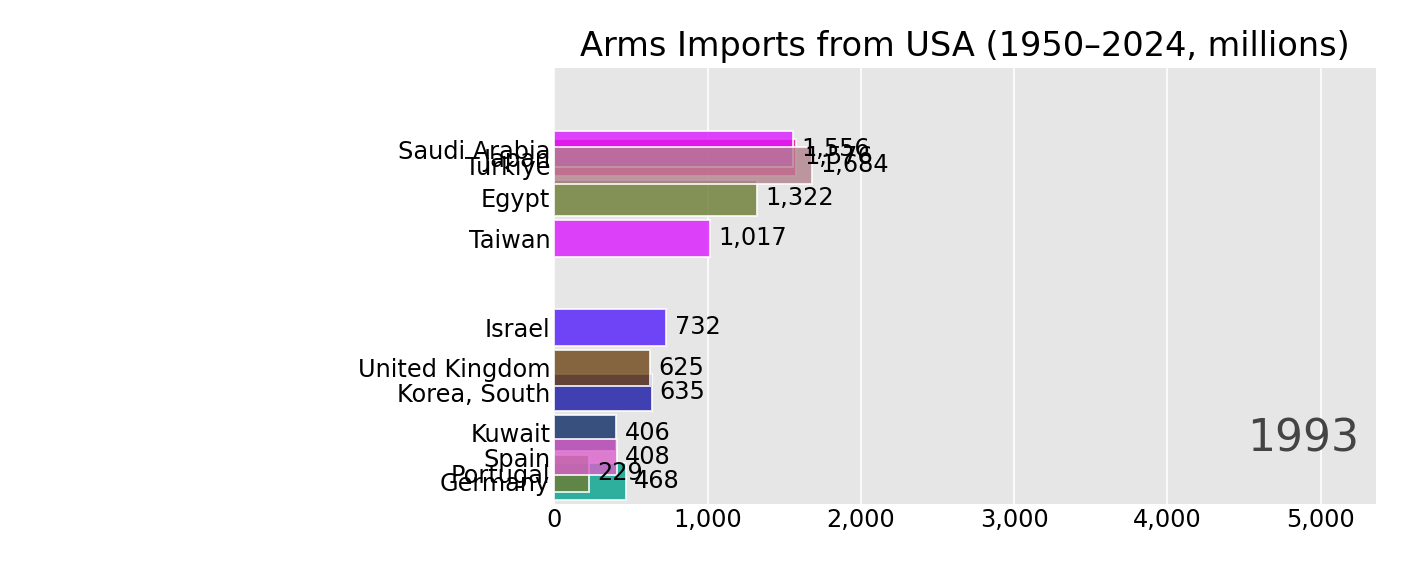 Arms Imports from USA (1950–2024, millions)
Saudi Arabia 1,556
Japan 1,576
Türkiye 1,684
Egypt 1,322
Taiwan 1,017
Israel 732
United Kingdom 625
Korea, South 635
Kuwait 406
1993
Spain 408
Portugal 229
Germany 468
0 1,000 2,000 3,000 4,000 5,000